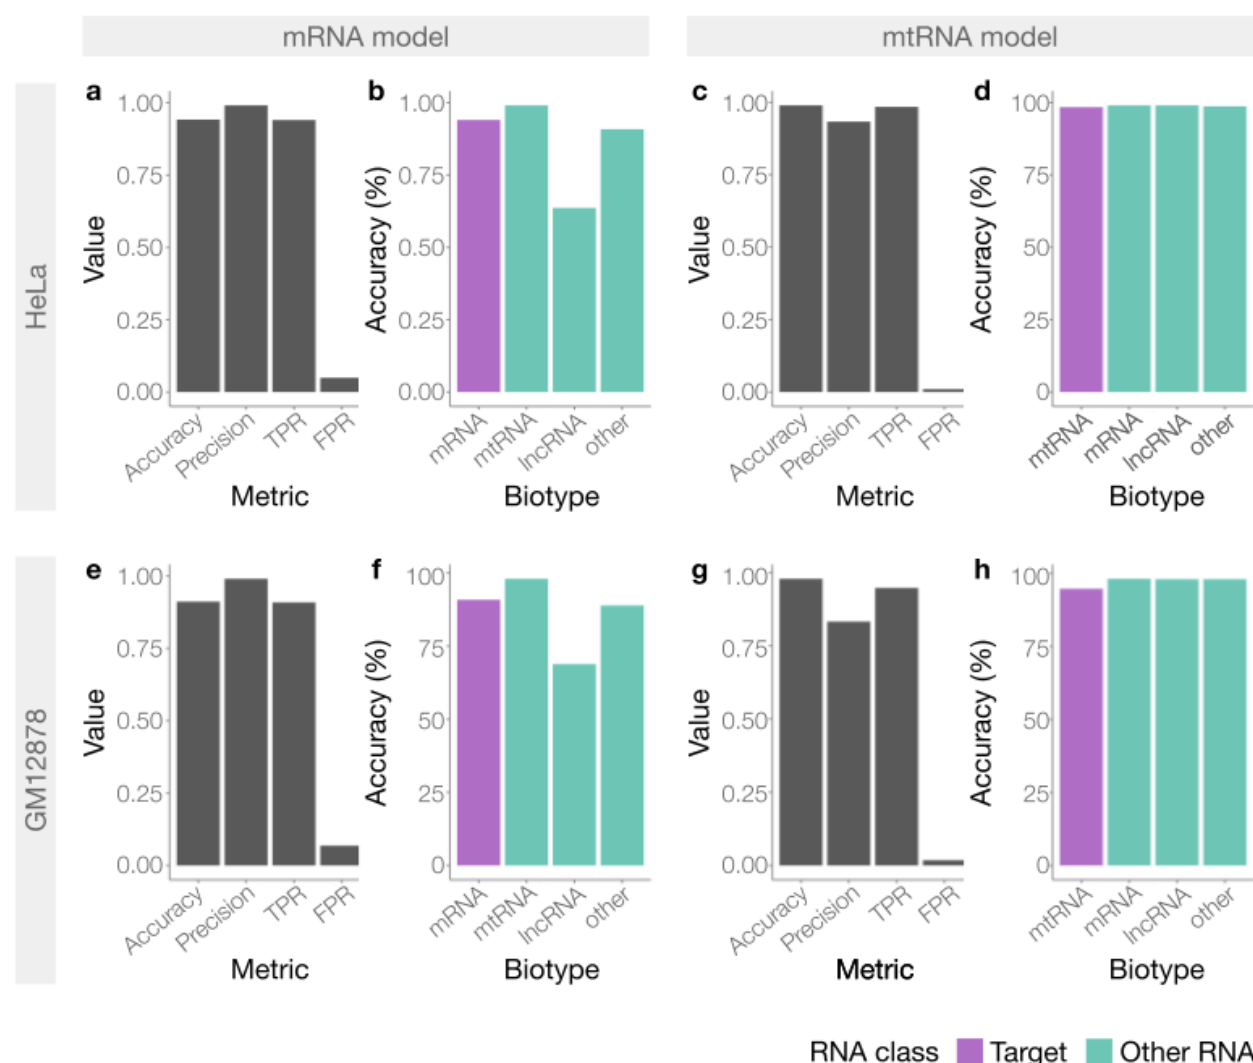 mRNA model
mtRNA model
HeLa
a
1.00
0.75
0.50
0.25
0.00
Value
Accuracy
Precision
TPR
FPR
Metric
b
1.00
0.75
0.50
0.25
0.00
Accuracy (%)
mRNA
mtRNA
lncRNA
other
Biotype
c
1.00
0.75
0.50
0.25
0.00
Value
Accuracy
Precision
TPR
FPR
Metric
d
100
75
50
25
0
Accuracy (%)
mtRNA
mRNA
lncRNA
other
Biotype
GM12878
e
1.00
0.75
0.50
0.25
0.00
Value
Accuracy
Precision
TPR
FPR
Metric
f
100
75
50
25
0
Accuracy (%)
mRNA
mtRNA
lncRNA
other
Biotype
g
1.00
0.75
0.50
0.25
0.00
Value
Accuracy
Precision
TPR
FPR
Metric
h
100
75
50
25
0
Accuracy (%)
mtRNA
mRNA
lncRNA
other
Biotype
RNA class Target Other RNA